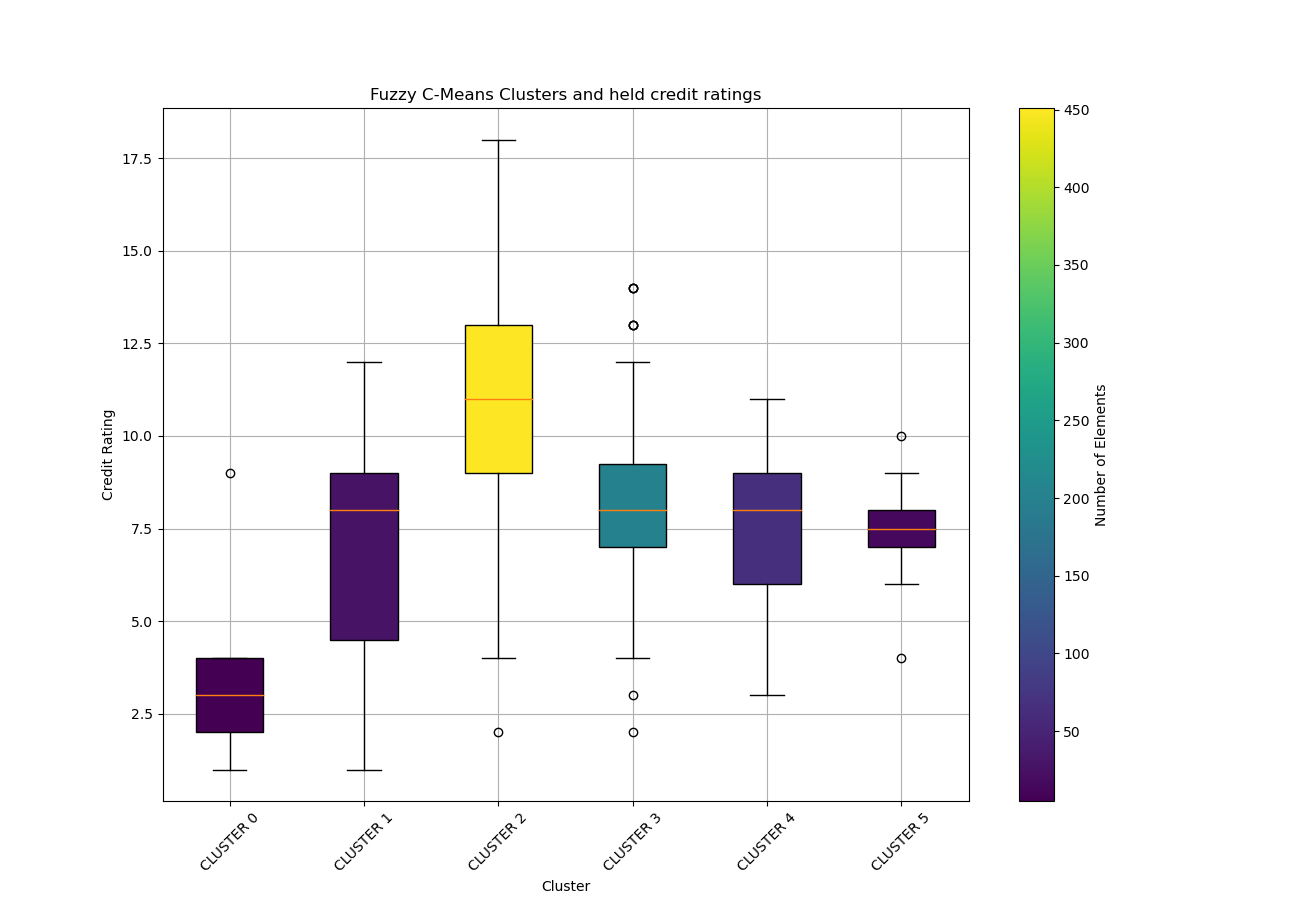 Fuzzy C-Means Clusters and held credit ratings
17.5
15.0
12.5
10.0
7.5
5.0
2.5
Credit Rating
CLUSTER 0
CLUSTER 1
CLUSTER 2
CLUSTER 3
CLUSTER 4
CLUSTER 5
Cluster
450
400
350
300
250
200
150
100
50
Number of Elements